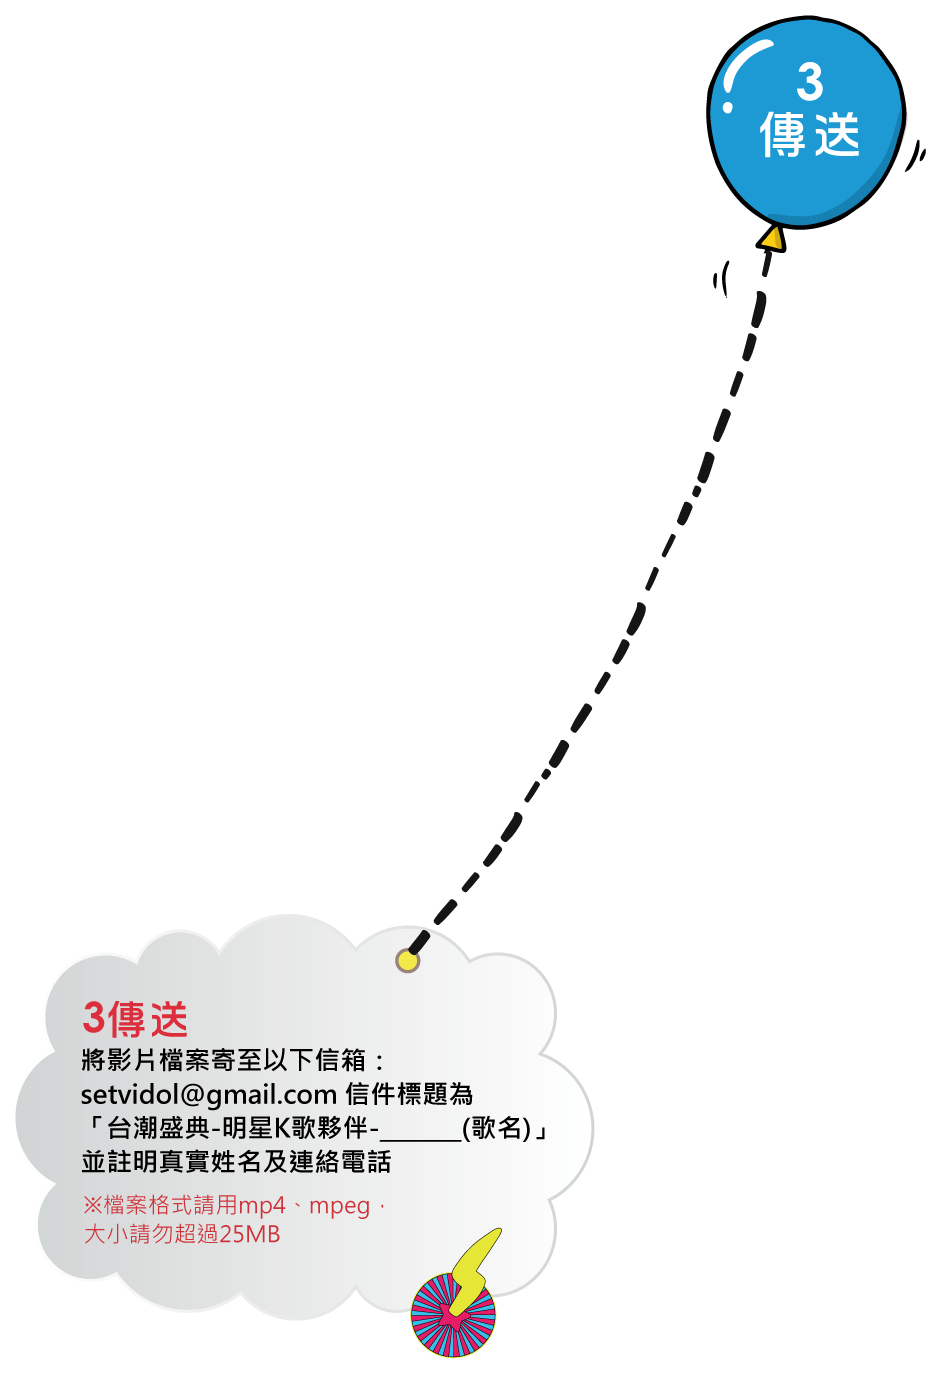 3
傳送
3傳送
將影片檔案寄至以下信箱：
setvidol@gmail.com 信件標題為
「台潮盛典-明星K歌夥伴-_______(歌名)」
並註明真實姓名及連絡電話
※檔案格式請用mp4、mpeg，
大小請勿超過25MB